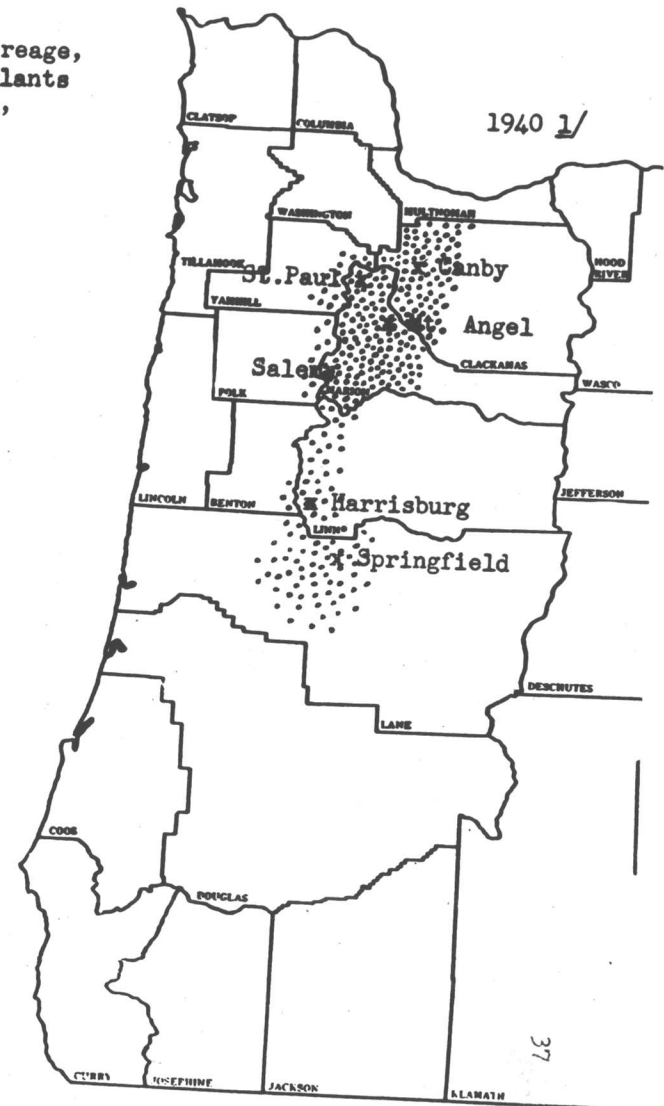 reage,
lants
,
1940 1/
CLATSOP
COLUMBIA
WASHINGTON
MULTNOMAH
HOOD
RIVER
TILLAMOOK
St.Paul x
x Canby
YAMHILL
x Mt Angel
Salem
CLACKAMAS
WASCO
POLK
MARION
LINCOLN
BENTON
x Harrisburg
JEFFERSON
LINN
x Springfield
DESCHUTES
LANE
COOS
DOUGLAS
37
CURRY
JOSEPHINE
JACKSON
KLAMATH